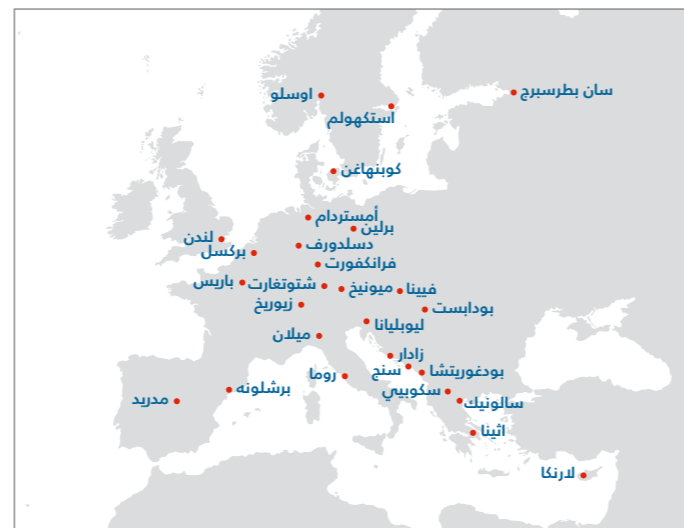 سان بطرسبرج
اوسلو
استكهولم
كوبنهاغن
أمستردام
برلين
لندن
دسلدورف
بركسل
فرانكفورت
باريس
شتوتغارت
ميونيخ
فيينا
زيوريخ
بودابست
ليوبليانا
ميلان
زادار
سنج
بودغوريتشا
روما
برشلونه
سكوبيي
مدريد
سالونيك
اثينا
لارنكا